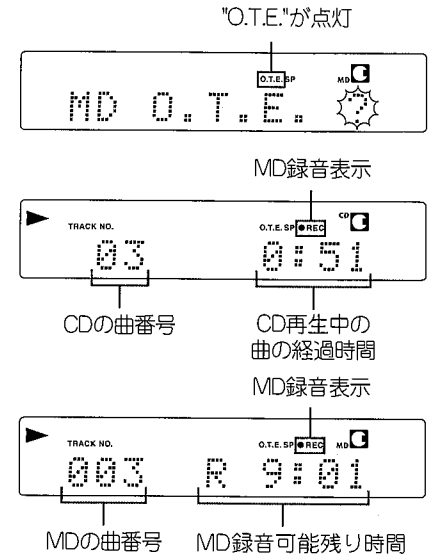 "O.T.E."が点灯
O.T.E. SP MD
MD O.T.E. ?
MD録音表示
TRACK NO. O.T.E. SP ●REC CD
03 0:51
CDの曲番号 CD再生中の
曲の経過時間
MD録音表示
TRACK NO. O.T.E. SP ●REC MD
003 R 9:01
MDの曲番号 MD録音可能残り時間